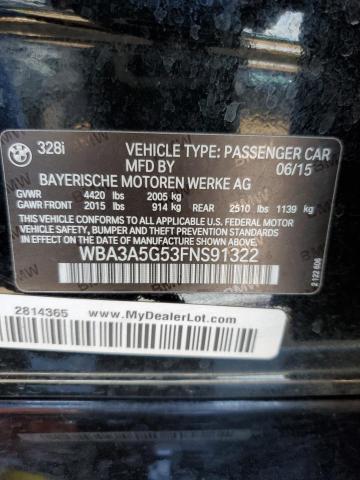 328i VEHICLE TYPE: PASSENGER CAR
MFD BY 06/15
BAYERISCHE MOTOREN WERKE AG
GVWR 4420 lbs 2005 kg
GAWR FRONT 2015 lbs 914 kg REAR 2510 lbs 1139 kg
THIS VEHICLE CONFORMS TO ALL APPLICABLE U.S. FEDERAL MOTOR VEHICLE
SAFETY, BUMPER AND THEFT PREVENTION STANDARDS
IN EFFECT ON THE DATE OF MANUFACTURE SHOWN ABOVE.
WBA3A5G53FNS91322
2 122 606
2814365 www.MyDealerLot.com